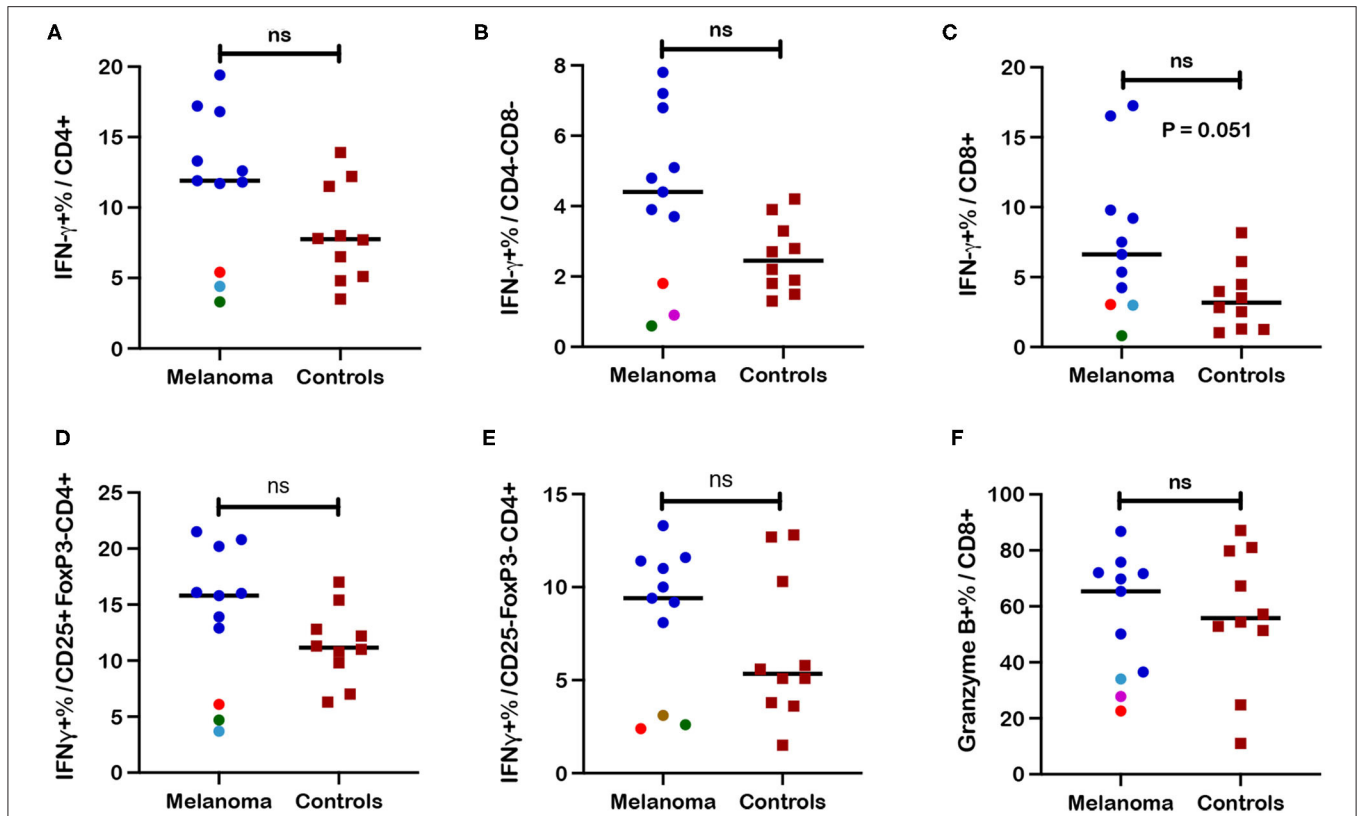 A
ns
IFN-γ+% / CD4+
20
15
10
5
0
Melanoma Controls
B
ns
IFN-γ+% / CD4-CD8-
8
6
4
2
0
Melanoma Controls
C
ns
P = 0.051
IFN-γ+% / CD8+
20
15
10
5
0
Melanoma Controls
D
ns
IFNγ+% / CD25+FoxP3-CD4+
25
20
15
10
5
0
Melanoma Controls
E
ns
IFNγ+% / CD25-FoxP3- CD4+
15
10
5
0
Melanoma Controls
F
ns
Granzyme B+% / CD8+
100
80
60
40
20
0
Melanoma Controls